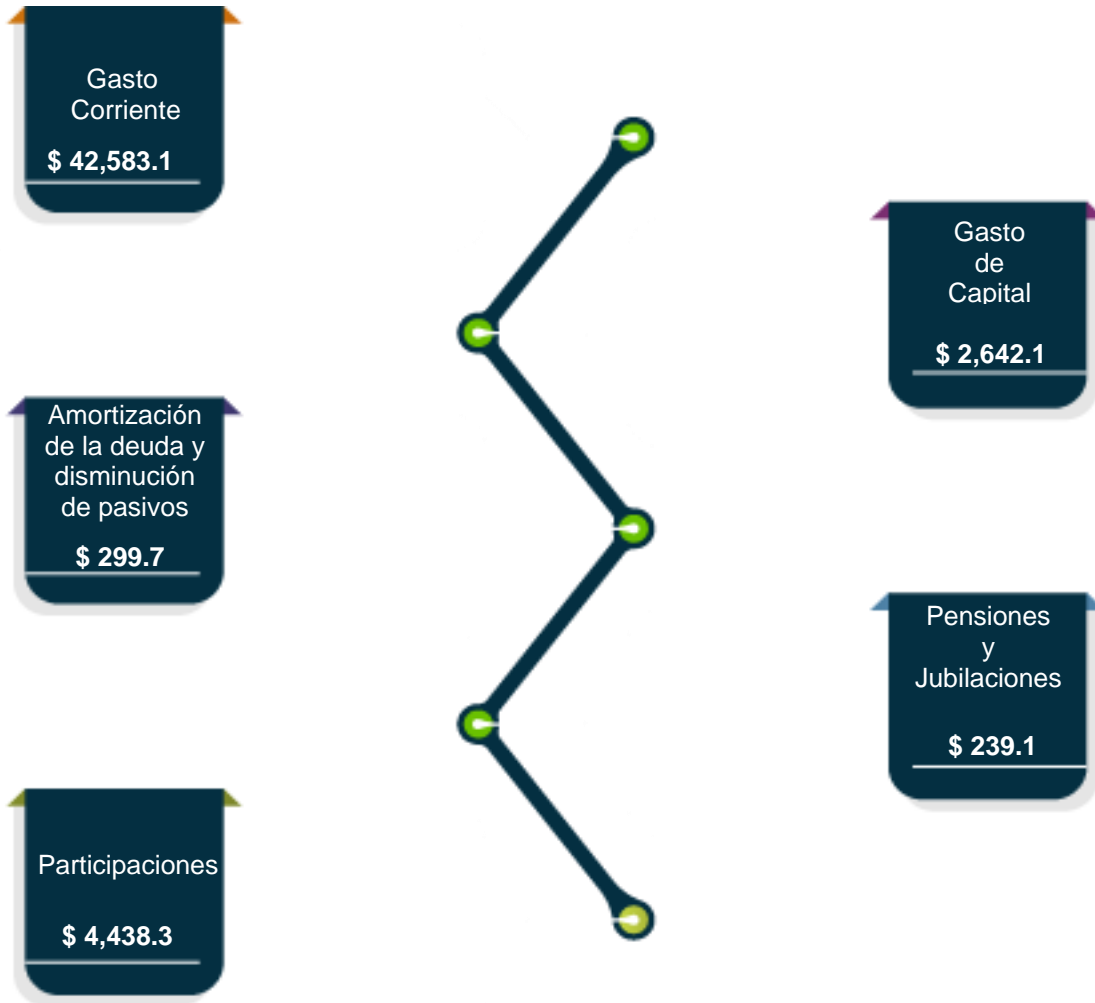 Gasto
Corriente
$ 42,583.1
Gasto
de
Capital
$ 2,642.1
Amortización
de la deuda y
disminución
de pasivos
$ 299.7
Pensiones
y
Jubilaciones
$ 239.1
Participaciones
$ 4,438.3